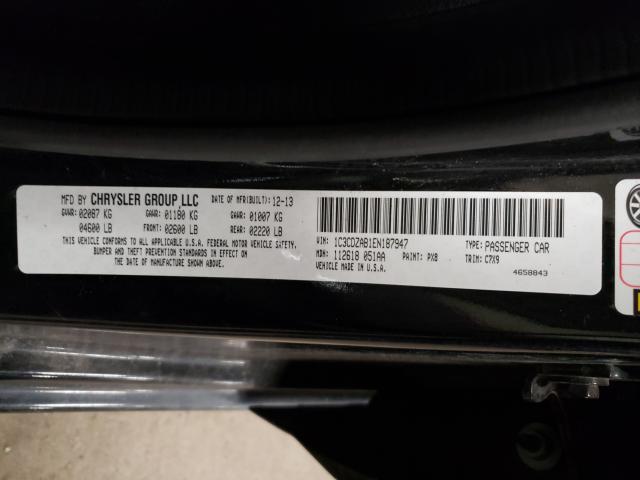 MFD BY CHRYSLER GROUP LLC DATE OF MFR(BUILT): 12-13
GVWR: 02087 KG GAWR: 01180 KG GAWR: 01007 KG
04600 LB FRONT: 02600 LB REAR: 02220 LB
THIS VEHICLE CONFORMS TO ALL APPLICABLE U.S.A. FEDERAL MOTOR VEHICLE SAFETY,
BUMPER AND THEFT PREVENTION STANDARDS IN EFFECT ON
THE DATE OF MANUFACTURE SHOWN ABOVE.
VIN: 1C3CDZAB1EN187947 TYPE: PASSENGER CAR
MDH: 112618 051AA PAINT: PX8 TRIM: C7X9
VEHICLE MADE IN U.S.A. 4658843